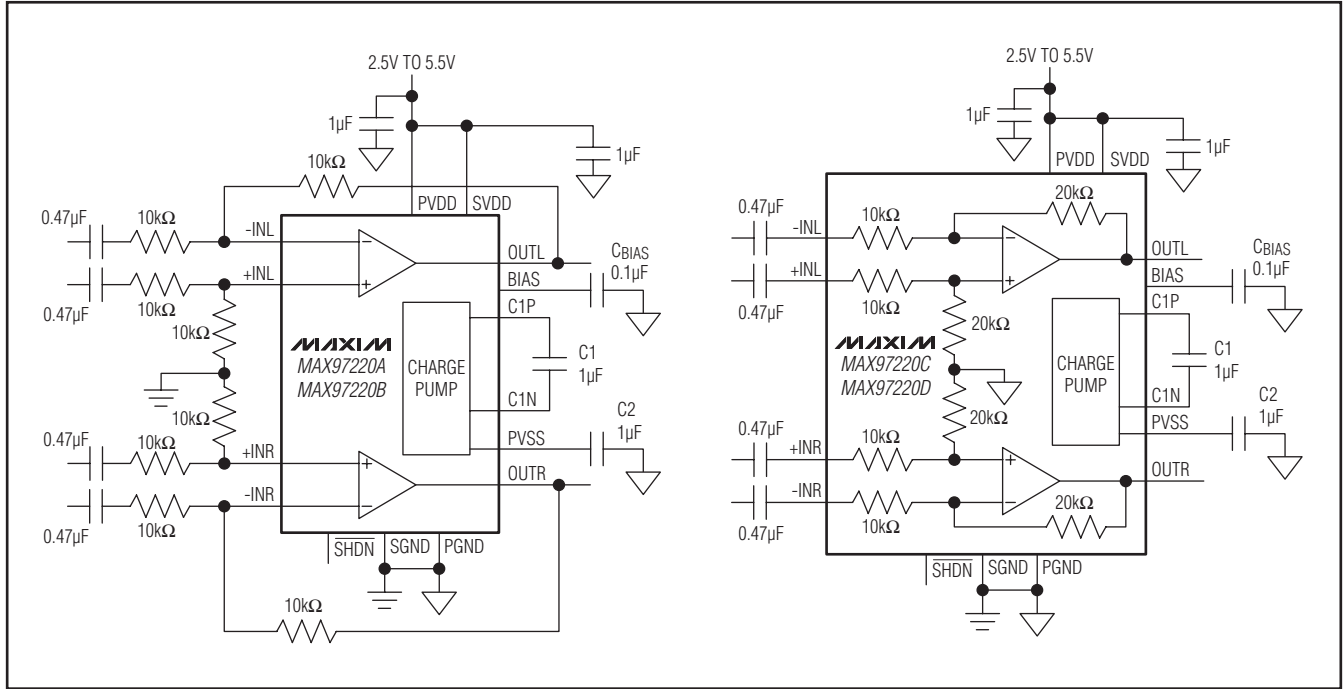 2.5V TO 5.5V
1µF
1µF
10kΩ
PVDD
SVDD
0.47µF
10kΩ
-INL
OUTL
+INL
0.47µF
10kΩ
BIAS
CBIAS
0.1µF
10kΩ
C1P
MAXIM
MAX97220A
MAX97220B
CHARGE
PUMP
C1
1µF
C1N
10kΩ
C2
1µF
PVSS
0.47µF
10kΩ
+INR
OUTR
-INR
0.47µF
10kΩ
SHDN
SGND
PGND
10kΩ
2.5V TO 5.5V
1µF
1µF
PVDD
SVDD
20kΩ
0.47µF
-INL
10kΩ
OUTL
+INL
0.47µF
10kΩ
BIAS
CBIAS
0.1µF
20kΩ
C1P
MAXIM
MAX97220C
MAX97220D
CHARGE
PUMP
C1
1µF
C1N
20kΩ
C2
1µF
PVSS
0.47µF
+INR
10kΩ
OUTR
-INR
0.47µF
10kΩ
20kΩ
SHDN
SGND
PGND